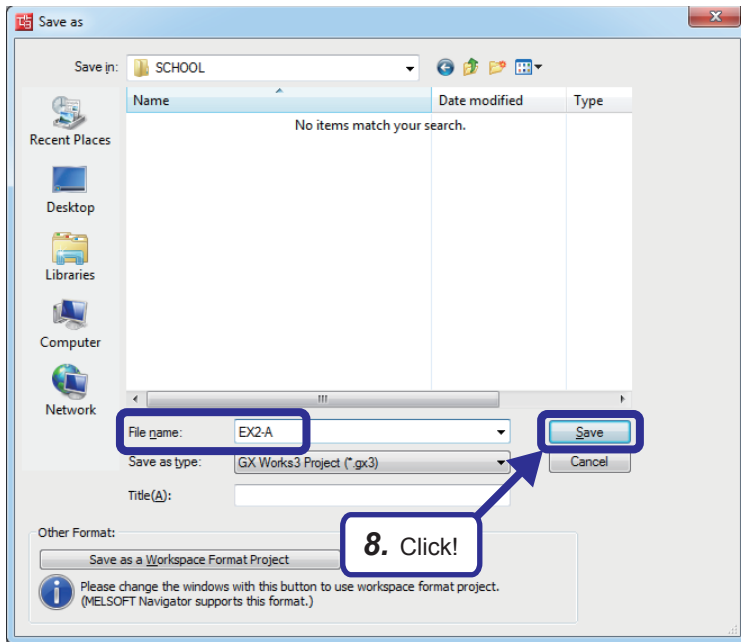 Save as
Save in: SCHOOL
Name Date modified Type
No items match your search.
Recent Places
Desktop
Libraries
Computer
Network
File name: EX2-A Save
Save as type: GX Works3 Project (*.gx3) Cancel
Title(A):
8. Click!
Other Format:
Save as a Workspace Format Project
Please change the windows with this button to use workspace format project.
(MELSOFT Navigator supports this format.)